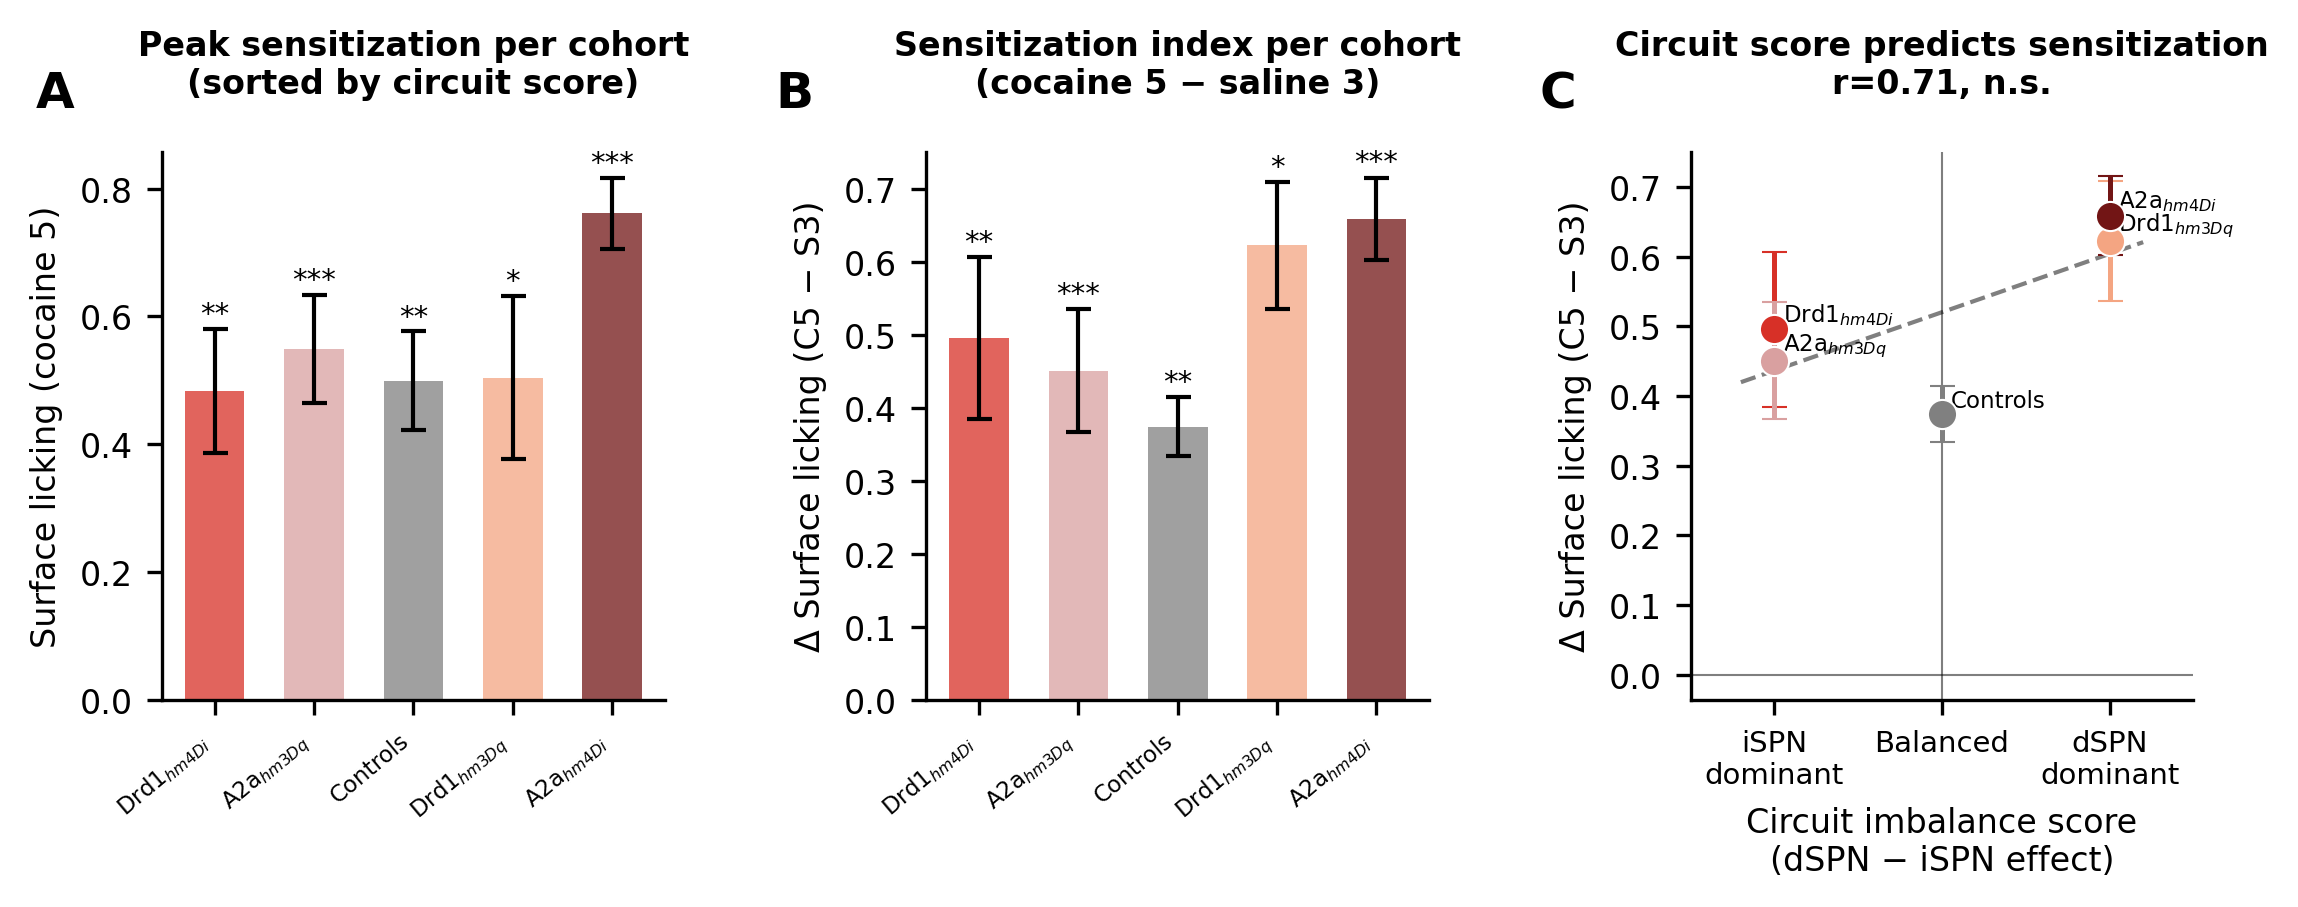 A
Peak sensitization per cohort
(sorted by circuit score)
Surface licking (cocaine 5)
0.8
0.6
0.4
0.2
0.0
**
***
**
*
***
Drd1hm4Di
A2ahm3Dq
Controls
Drd1hm3Dq
A2ahm4Di
B
Sensitization index per cohort
(cocaine 5 − saline 3)
Δ Surface licking (C5 − S3)
0.7
0.6
0.5
0.4
0.3
0.2
0.1
0.0
**
***
**
*
***
Drd1hm4Di
A2ahm3Dq
Controls
Drd1hm3Dq
A2ahm4Di
C
Circuit score predicts sensitization
r=0.71, n.s.
Δ Surface licking (C5 − S3)
0.7
0.6
0.5
0.4
0.3
0.2
0.1
0.0
A2ahm4Di
Drd1hm3Dq
Drd1hm4Di
A2ahm3Dq
Controls
iSPN
dominant
Balanced
dSPN
dominant
Circuit imbalance score
(dSPN − iSPN effect)